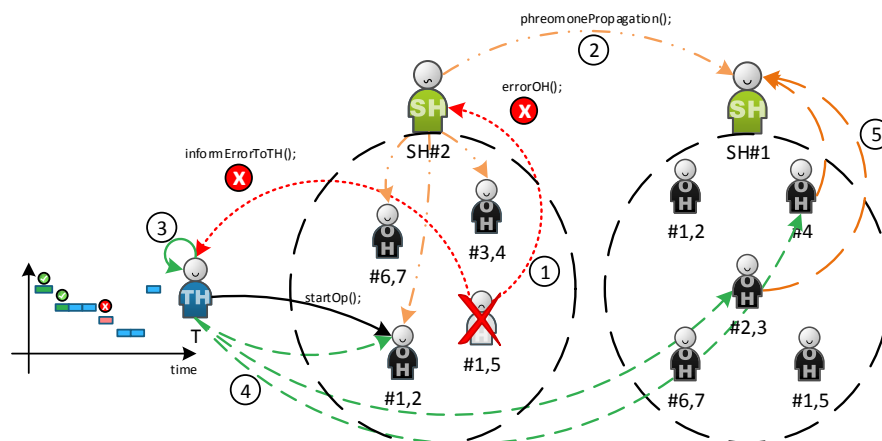 phreomonePropagation();
2
errorOH();
X
SH
SH
SH#2
SH#1
5
informErrorToTH();
X
OH
#1,2
OH
#4
OH
#3,4
OH
#6,7
3
1
TH
startOp();
OH
#2,3
T
time
OH
#1,2
#1,5
4
OH
#6,7
OH
#1,5